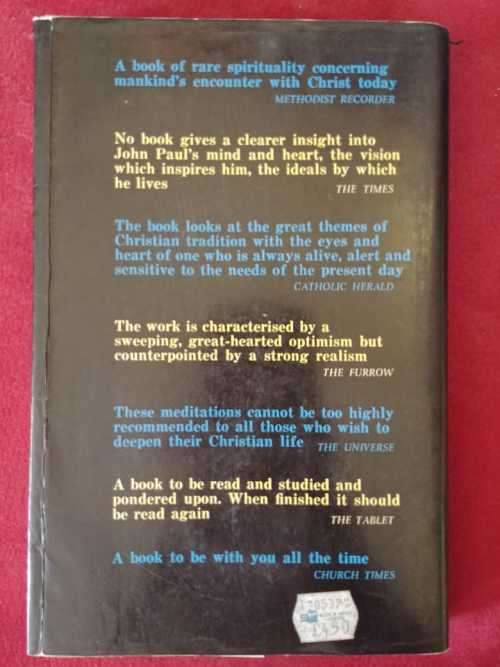 A book of rare spirituality concerning
mankind's encounter with Christ today
METHODIST RECORDER
No book gives a clearer insight into
John Paul's mind and heart, the vision
which inspires him, the ideals by which
he lives
THE TIMES
The book looks at the great themes of
Christian tradition with the eyes and
heart of one who is always alive, alert and
sensitive to the needs of the present day
CATHOLIC HERALD
The work is characterised by a
sweeping, great-hearted optimism but
counterpointed by a strong realism
THE FURROW
These meditations cannot be too highly
recommended to all those who wish to
deepen their Christian life
THE UNIVERSE
A book to be read and studied and
pondered upon. When finished it should
be read again
THE TABLET
A book to be with you all the time
CHURCH TIMES
£4.50